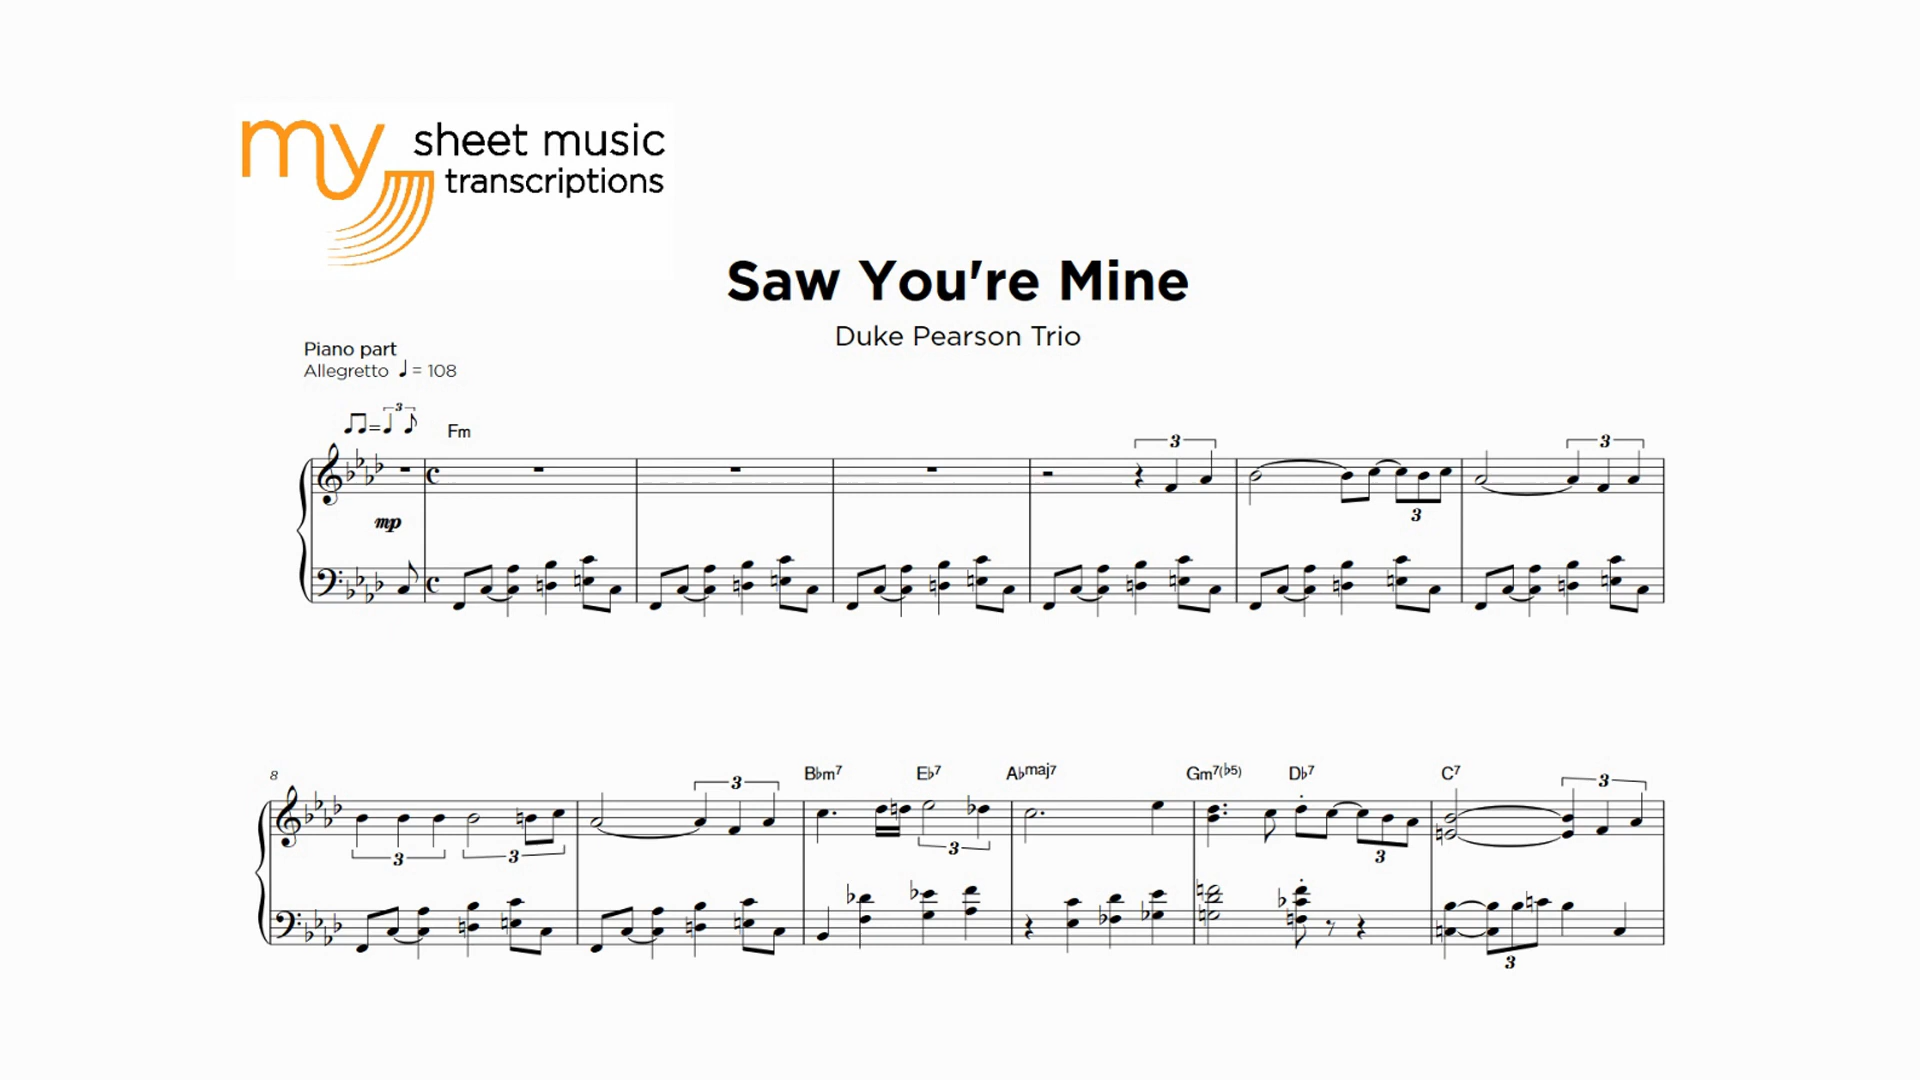 my sheet music
transcriptions
Saw You're Mine
Duke Pearson Trio
Piano part
Allegretto ♩ = 108
♫=♩ ♪ 3
Fm
3 3
mp
3
8
3 B♭m7 E♭7 A♭maj7 Gm7(♭5) D♭7 C7 3
3 3 3 3
3